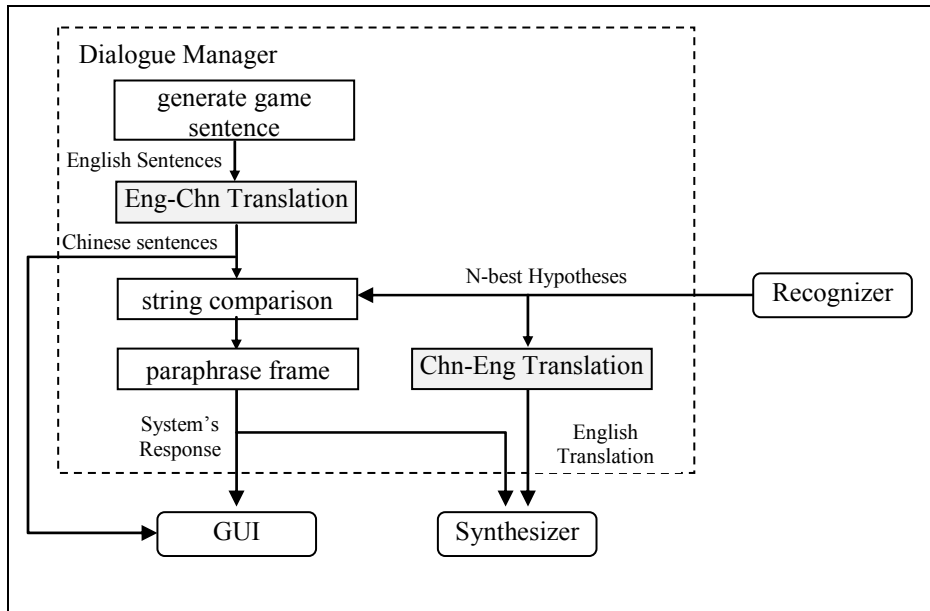 Dialogue Manager
generate game
sentence
English Sentences
Eng-Chn Translation
Chinese sentences
N-best Hypotheses
Recognizer
string comparison
paraphrase frame
Chn-Eng Translation
System’s
Response
English
Translation
GUI
Synthesizer